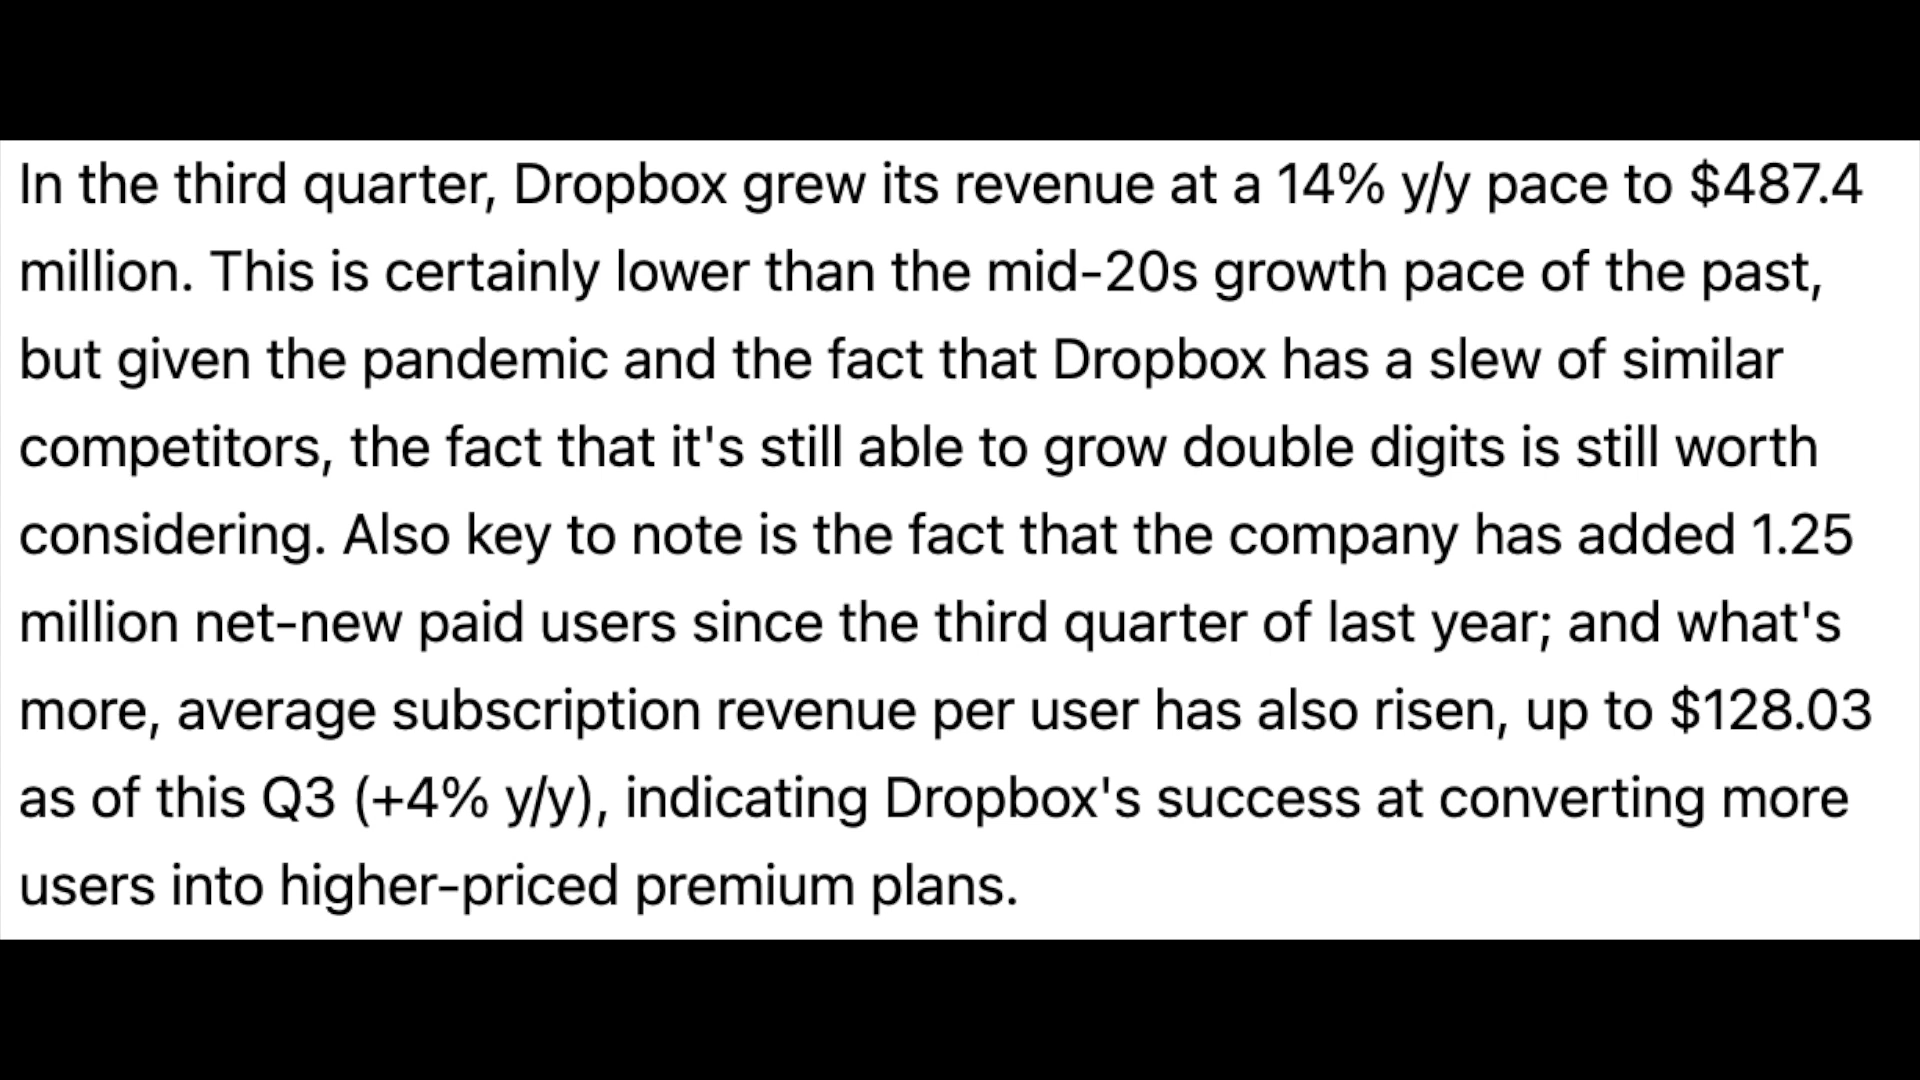 In the third quarter, Dropbox grew its revenue at a 14% y/y pace to $487.4
million. This is certainly lower than the mid-20s growth pace of the past,
but given the pandemic and the fact that Dropbox has a slew of similar
competitors, the fact that it's still able to grow double digits is still worth
considering. Also key to note is the fact that the company has added 1.25
million net-new paid users since the third quarter of last year; and what's
more, average subscription revenue per user has also risen, up to $128.03
as of this Q3 (+4% y/y), indicating Dropbox's success at converting more
users into higher-priced premium plans.